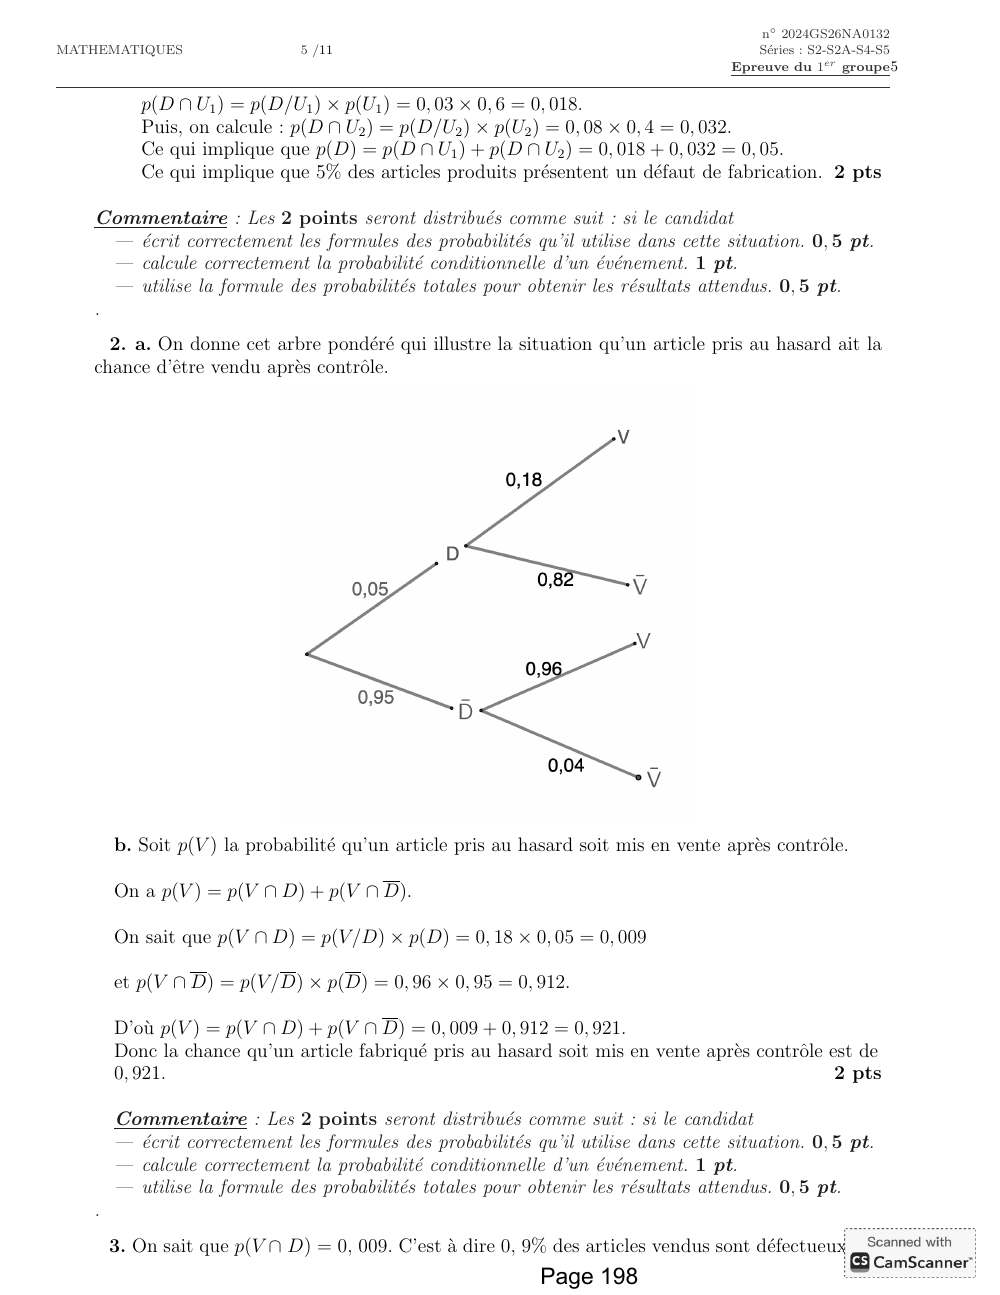 MATHEMATIQUES 5 /11
n° 2024GS26NA0132
Séries : S2-S2A-S4-S5
Epreuve du 1er groupe5
p(D ∩ U₁) = p(D/U₁) × p(U₁) = 0, 03 × 0, 6 = 0, 018.
Puis, on calcule : p(D ∩ U₂) = p(D/U₂) × p(U₂) = 0, 08 × 0, 4 = 0, 032.
Ce qui implique que p(D) = p(D ∩ U₁) + p(D ∩ U₂) = 0, 018 + 0, 032 = 0, 05.
Ce qui implique que 5% des articles produits présentent un défaut de fabrication. 2 pts
Commentaire : Les 2 points seront distribués comme suit : si le candidat
— écrit correctement les formules des probabilités qu'il utilise dans cette situation. 0, 5 pt.
— calcule correctement la probabilité conditionnelle d'un événement. 1 pt.
— utilise la formule des probabilités totales pour obtenir les résultats attendus. 0, 5 pt.
.
2. a. On donne cet arbre pondéré qui illustre la situation qu'un article pris au hasard ait la
chance d'être vendu après contrôle.
V
0,18
D
0,82
V̄
0,05
V
0,96
0,95
D̄
0,04
V̄
b. Soit p(V) la probabilité qu'un article pris au hasard soit mis en vente après contrôle.
On a p(V) = p(V ∩ D) + p(V ∩ D̅).
On sait que p(V ∩ D) = p(V/D) × p(D) = 0, 18 × 0, 05 = 0, 009
et p(V ∩ D̅) = p(V/D̅) × p(D̅) = 0, 96 × 0, 95 = 0, 912.
D'où p(V) = p(V ∩ D) + p(V ∩ D̅) = 0, 009 + 0, 912 = 0, 921.
Donc la chance qu'un article fabriqué pris au hasard soit mis en vente après contrôle est de
0, 921. 2 pts
Commentaire : Les 2 points seront distribués comme suit : si le candidat
— écrit correctement les formules des probabilités qu'il utilise dans cette situation. 0, 5 pt.
— calcule correctement la probabilité conditionnelle d'un événement. 1 pt.
— utilise la formule des probabilités totales pour obtenir les résultats attendus. 0, 5 pt.
.
3. On sait que p(V ∩ D) = 0, 009. C'est à dire 0, 9% des articles vendus sont défectueux
Scanned with
CS CamScanner
Page 198